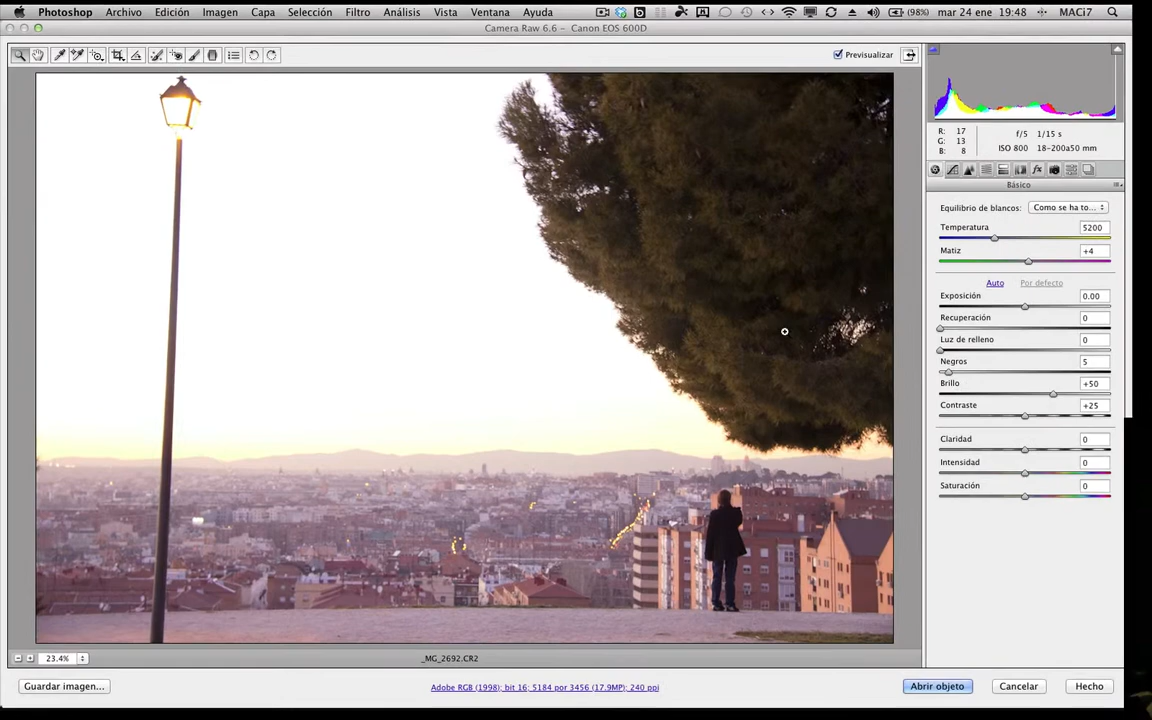 Photoshop Archivo Edición Imagen Capa Selección Filtro Análisis Vista Ventana Ayuda (98%) mar 24 ene 19:48 MACi7
Camera Raw 6.6 - Canon EOS 600D
Previsualizar
R: 17
G: 13
B: 8
f/5 1/15 s
ISO 800 18-200a50 mm
Básico
Equilibrio de blancos: Como se ha to...
Temperatura 5200
Matiz +4
Auto Por defecto
Exposición 0.00
Recuperación 0
Luz de relleno 0
Negros 5
Brillo +50
Contraste +25
Claridad 0
Intensidad 0
Saturación 0
23.4% _MG_2692.CR2
Guardar imagen... Adobe RGB (1998); bit 16; 5184 por 3456 (17.9MP); 240 ppi Abrir objeto Cancelar Hecho